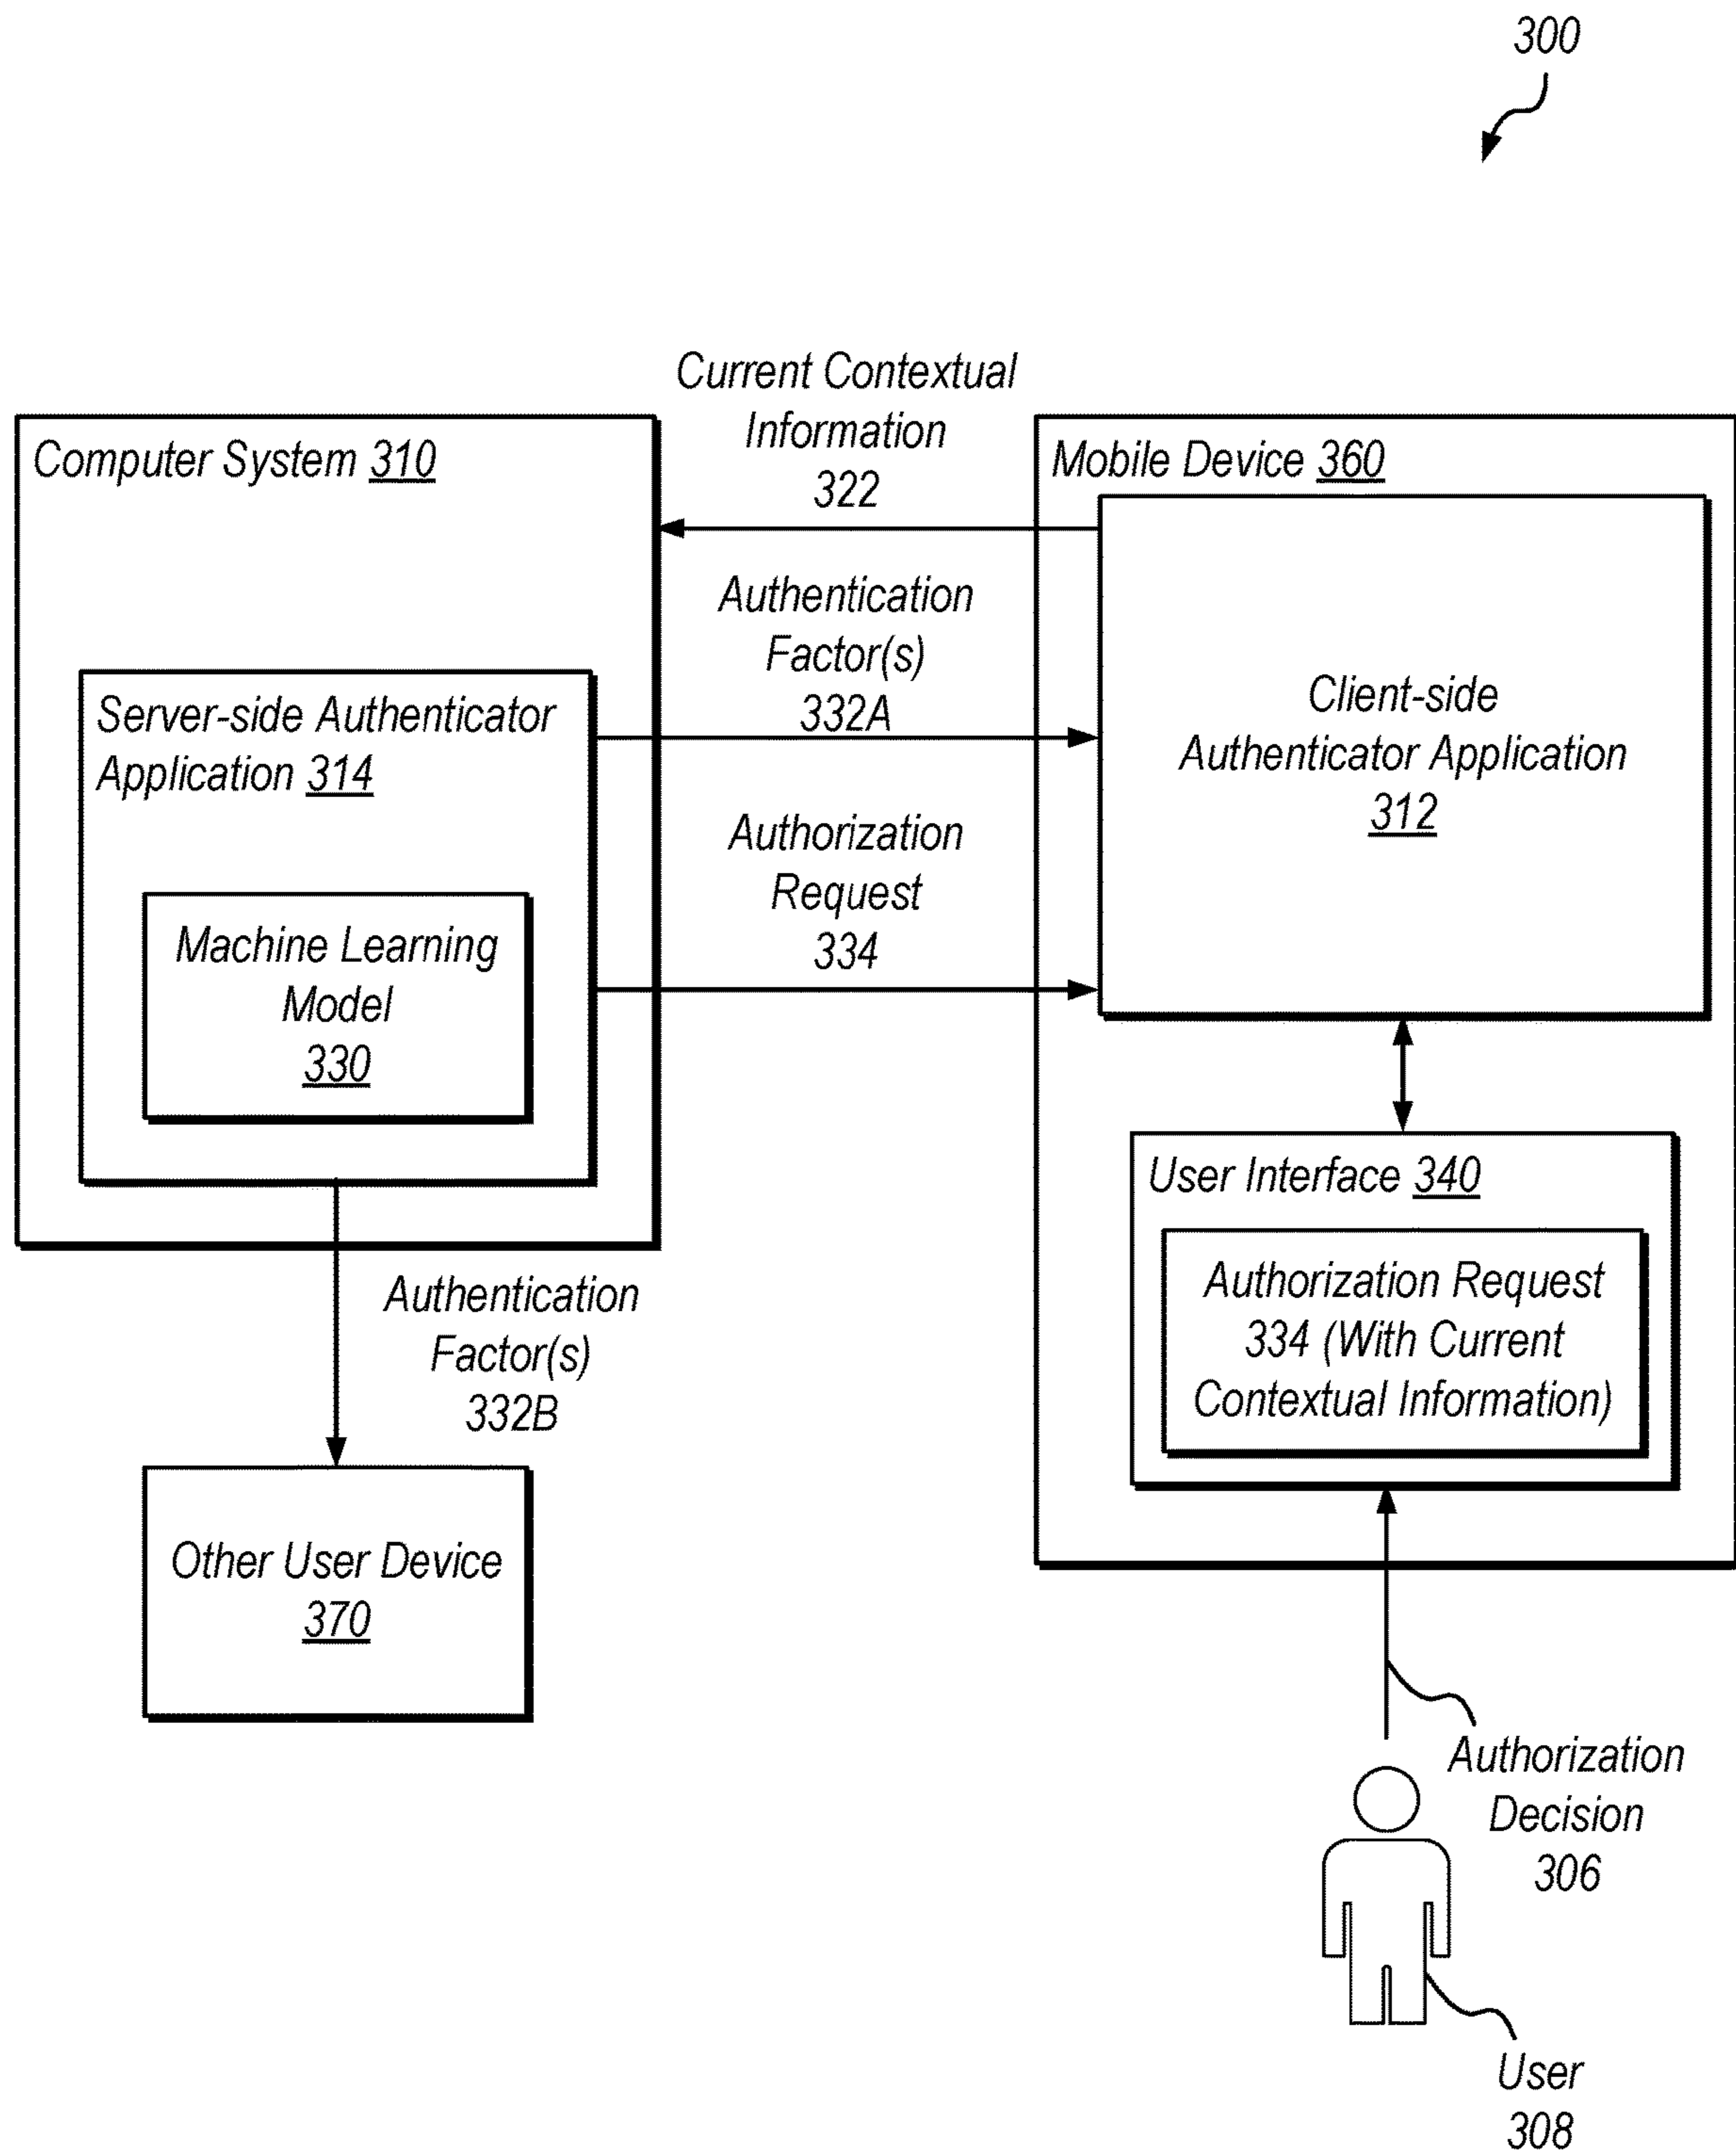 300
Current Contextual
Information
322
Computer System 310
Mobile Device 360
Authentication
Factor(s)
332A
Server-side Authenticator
Application 314
Client-side
Authenticator Application
312
Authorization
Request
334
Machine Learning
Model
330
User Interface 340
Authorization Request
334 (With Current
Contextual Information)
Authentication
Factor(s)
332B
Other User Device
370
Authorization
Decision
306
User
308